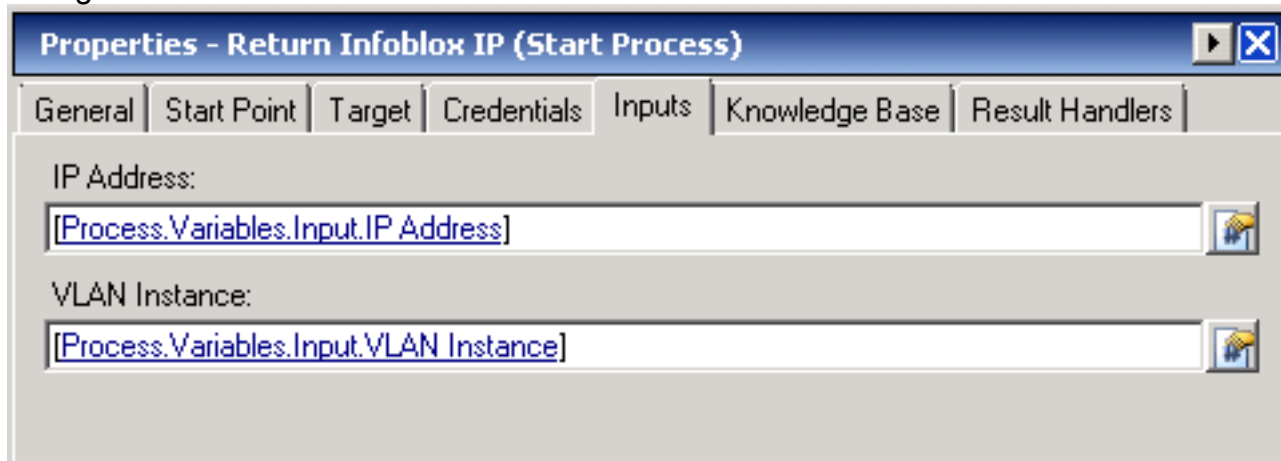 Properties - Return Infoblox IP (Start Process)
General Start Point Target Credentials Inputs Knowledge Base Result Handlers
IP Address:
[Process.Variables.Input.IP Address]
VLAN Instance:
[Process.Variables.Input.VLAN Instance]